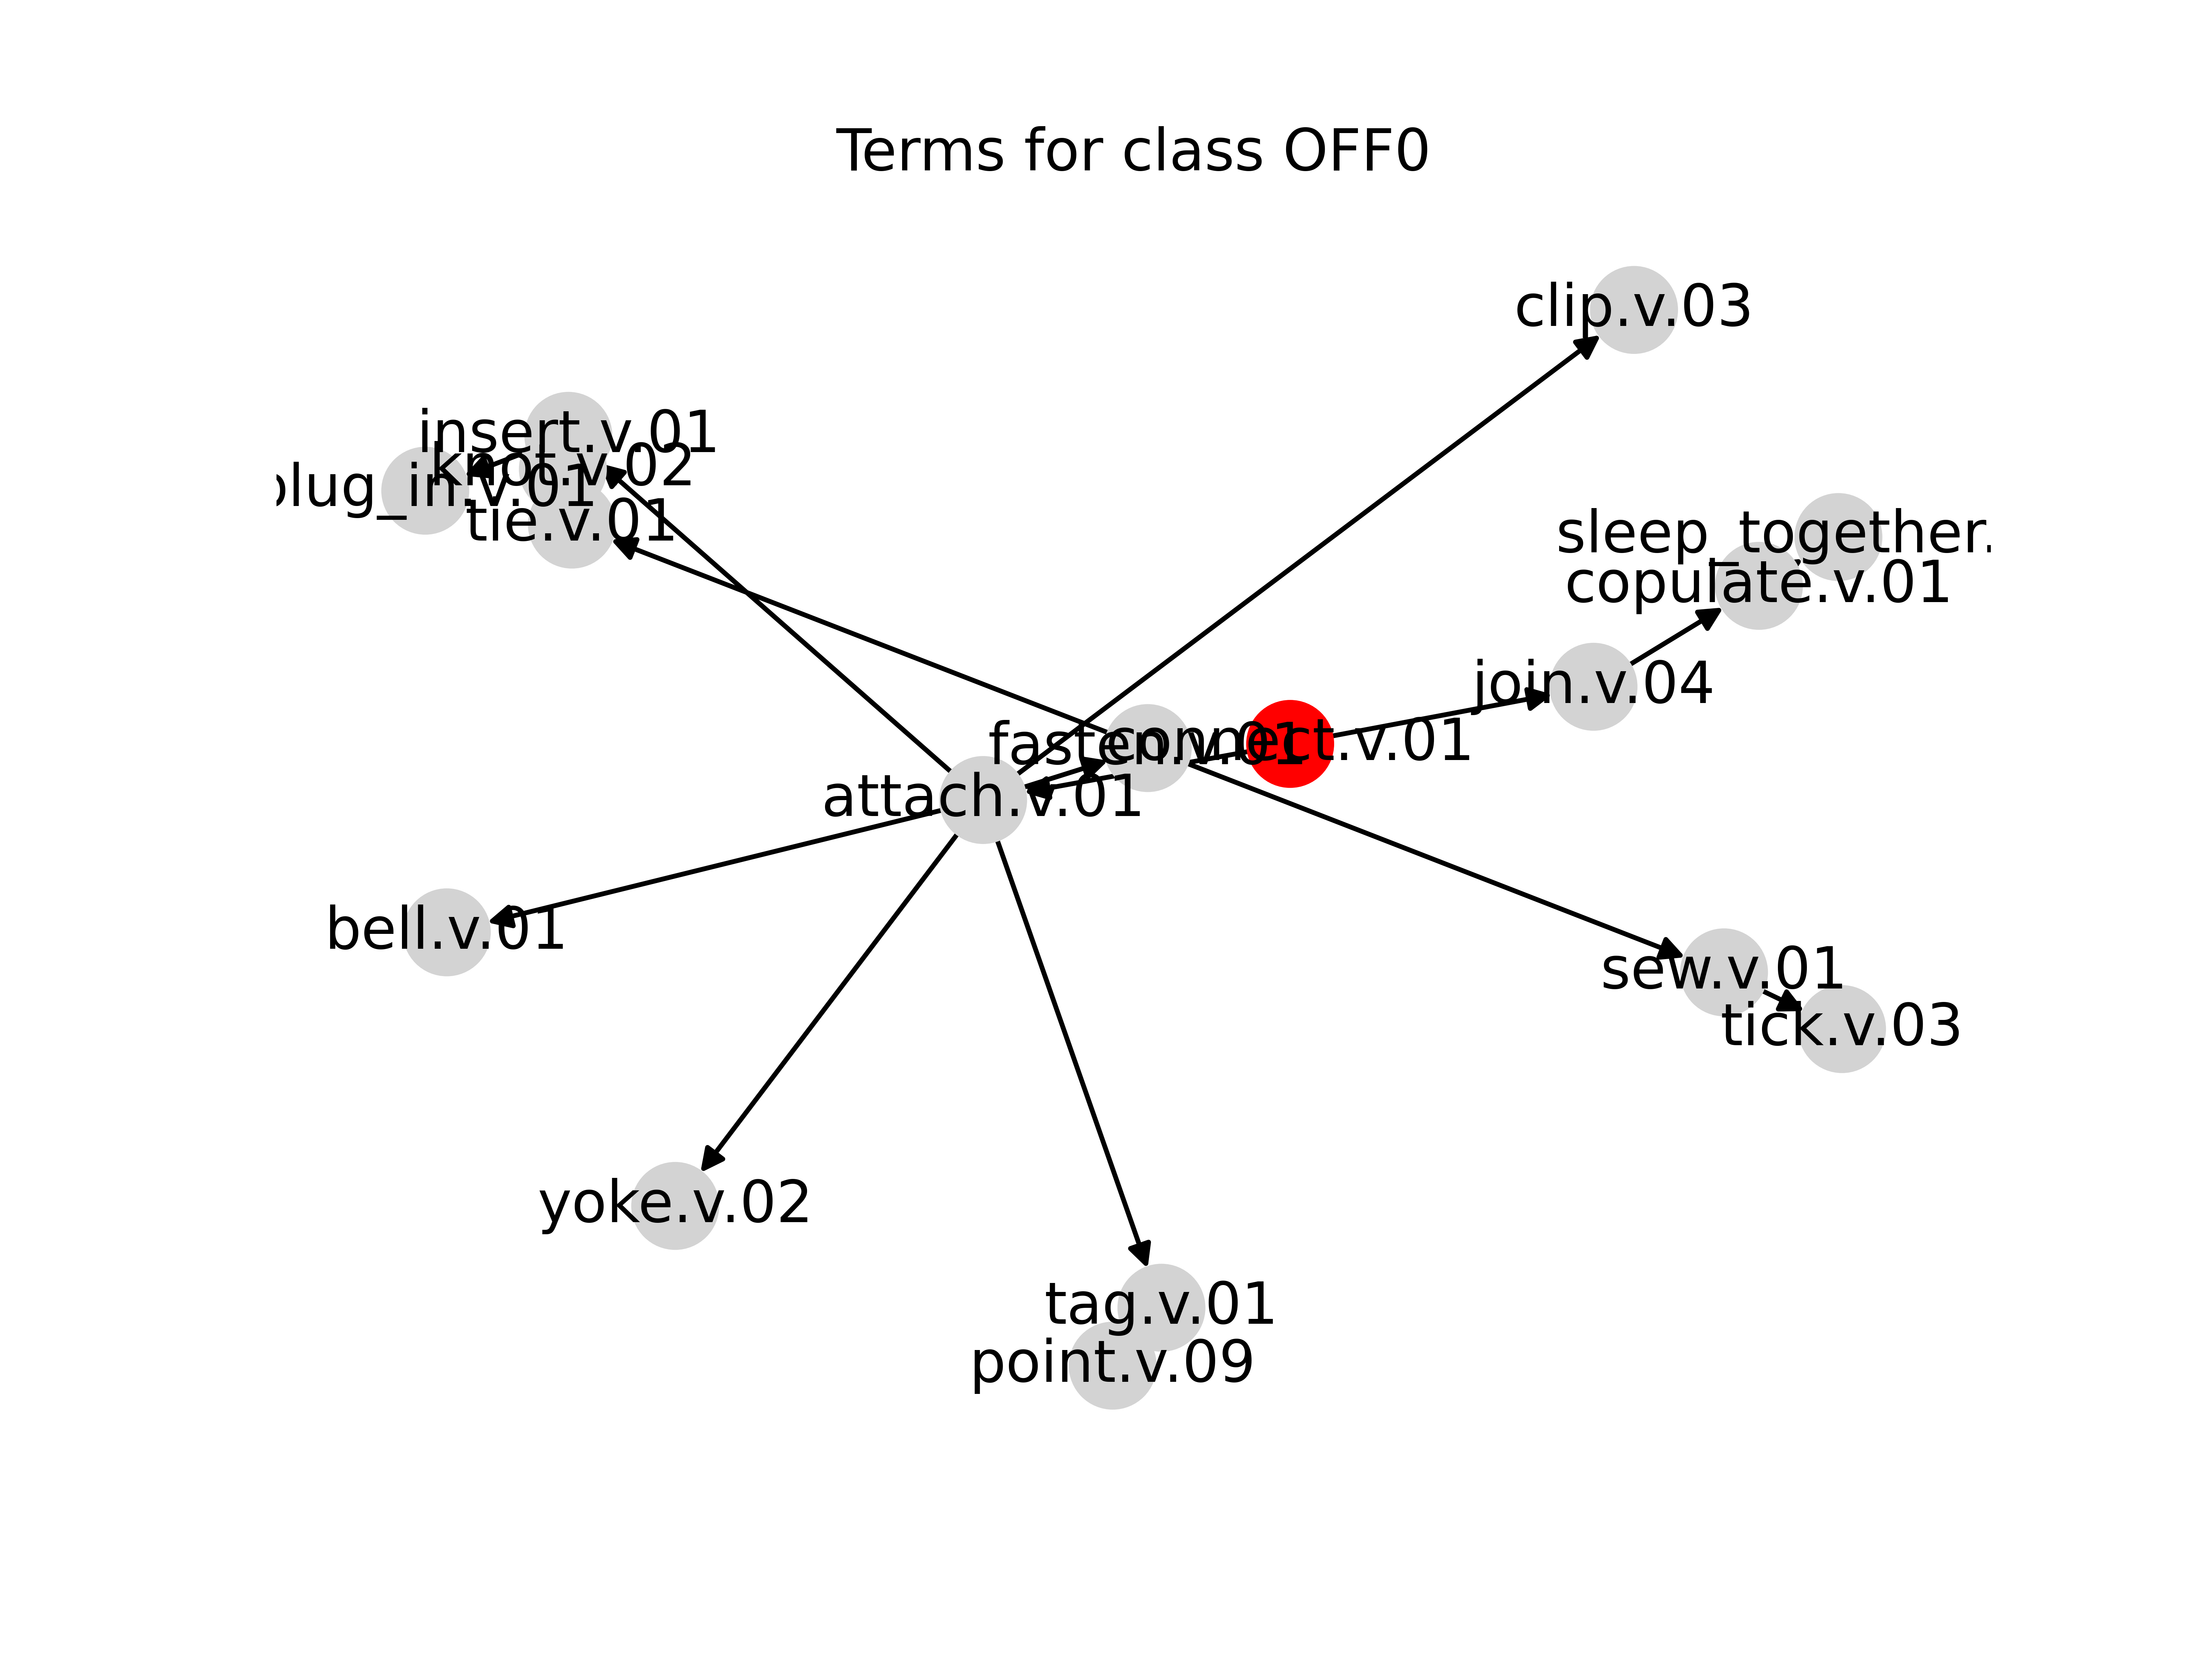 Terms for class OFF0
clip.v.03
insert.v.01
knot.v.02
plug_in.v.01
tie.v.01
sleep_together.
copulate.v.01
join.v.04
connect.v.01
fasten.v.01
attach.v.01
bell.v.01
sew.v.01
tick.v.03
yoke.v.02
tag.v.01
point.v.09